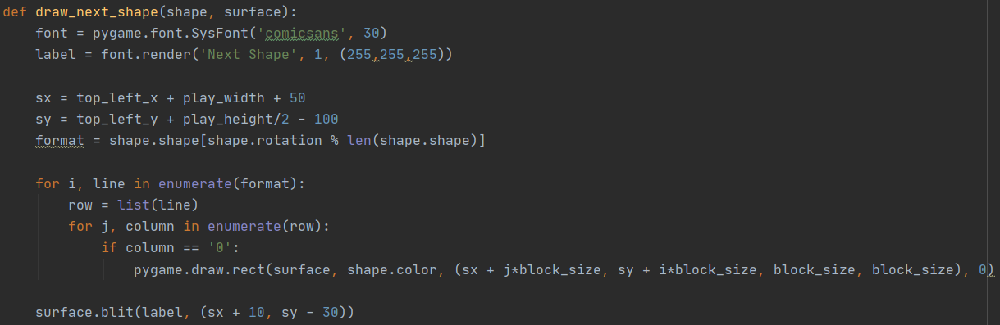 def draw_next_shape(shape, surface):
    font = pygame.font.SysFont('comicsans', 30)
    label = font.render('Next Shape', 1, (255,255,255))

    sx = top_left_x + play_width + 50
    sy = top_left_y + play_height/2 - 100
    format = shape.shape[shape.rotation % len(shape.shape)]

    for i, line in enumerate(format):
        row = list(line)
        for j, column in enumerate(row):
            if column == '0':
                pygame.draw.rect(surface, shape.color, (sx + j*block_size, sy + i*block_size, block_size, block_size), 0)

    surface.blit(label, (sx + 10, sy - 30))